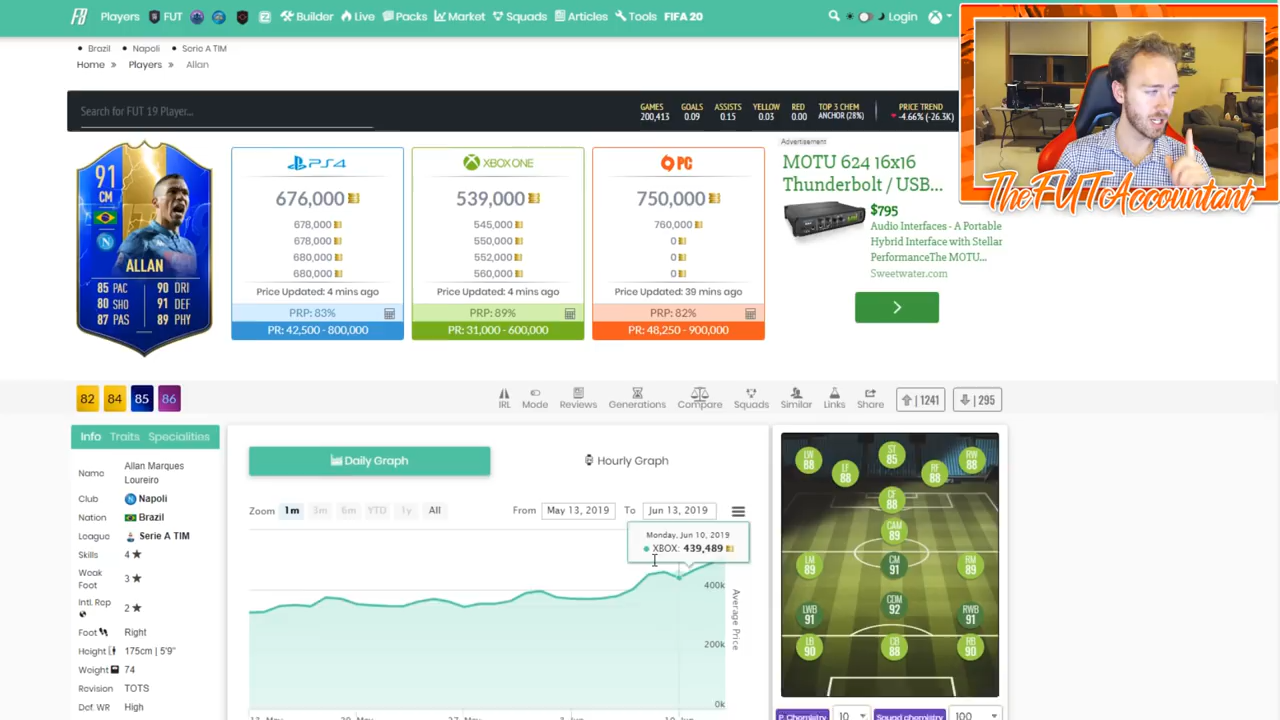 F8 Players FUT Builder Live Packs Market Squads Articles Tools FIFA 20 Login
Brazil Napoli Serie A TIM
Home » Players » Allan
Search for FUT 19 Player...
GAMES GOALS ASSISTS YELLOW RED TOP 3 CHEM PRICE TREND
200,413 0.09 0.15 0.03 0.00 ANCHOR (28%) -4.66% (-26.3K)
TheFUTAccountant
91
CM
ALLAN
85 PAC 90 DRI
80 SHO 91 DEF
87 PAS 89 PHY
PS4
676,000
678,000
678,000
680,000
680,000
Price Updated: 4 mins ago
PRP: 83%
PR: 42,500 - 800,000
XBOX ONE
539,000
545,000
550,000
552,000
560,000
Price Updated: 4 mins ago
PRP: 89%
PR: 31,000 - 600,000
PC
750,000
760,000
0
0
0
Price Updated: 39 mins ago
PRP: 82%
PR: 48,250 - 900,000
Advertisement
MOTU 624 16x16
Thunderbolt / USB...
$795
Audio Interfaces - A Portable
Hybrid Interface with Stellar
PerformanceThe MOTU...
Sweetwater.com
82 84 85 86
IRL Mode Reviews Generations Compare Squads Similar Links Share 1241 295
Info Traits Specialities
Name Allan Marques
Loureiro
Club Napoli
Nation Brazil
League Serie A TIM
Skills 4
Weak
Foot 3
Intl. Rep 2
Foot Right
Height 175cm | 5'9"
Weight 74
Revision TOTS
Def. WR High
Daily Graph Hourly Graph
Zoom 1m 3m 6m YTD 1y All From May 13, 2019 To Jun 13, 2019
Monday, Jun 10, 2019
XBOX: 439,489
400k
200k
0k
Average Price
13. May 27. May 10. Jun
LW 88
LF 88
ST 85
RF 88
RW 88
CF 88
CAM 89
LM 89
CM 91
RM 89
LWB 91
CDM 92
RWB 91
LB 90
CB 88
RB 90
P. Chemistry 10 Squad chemistry 100